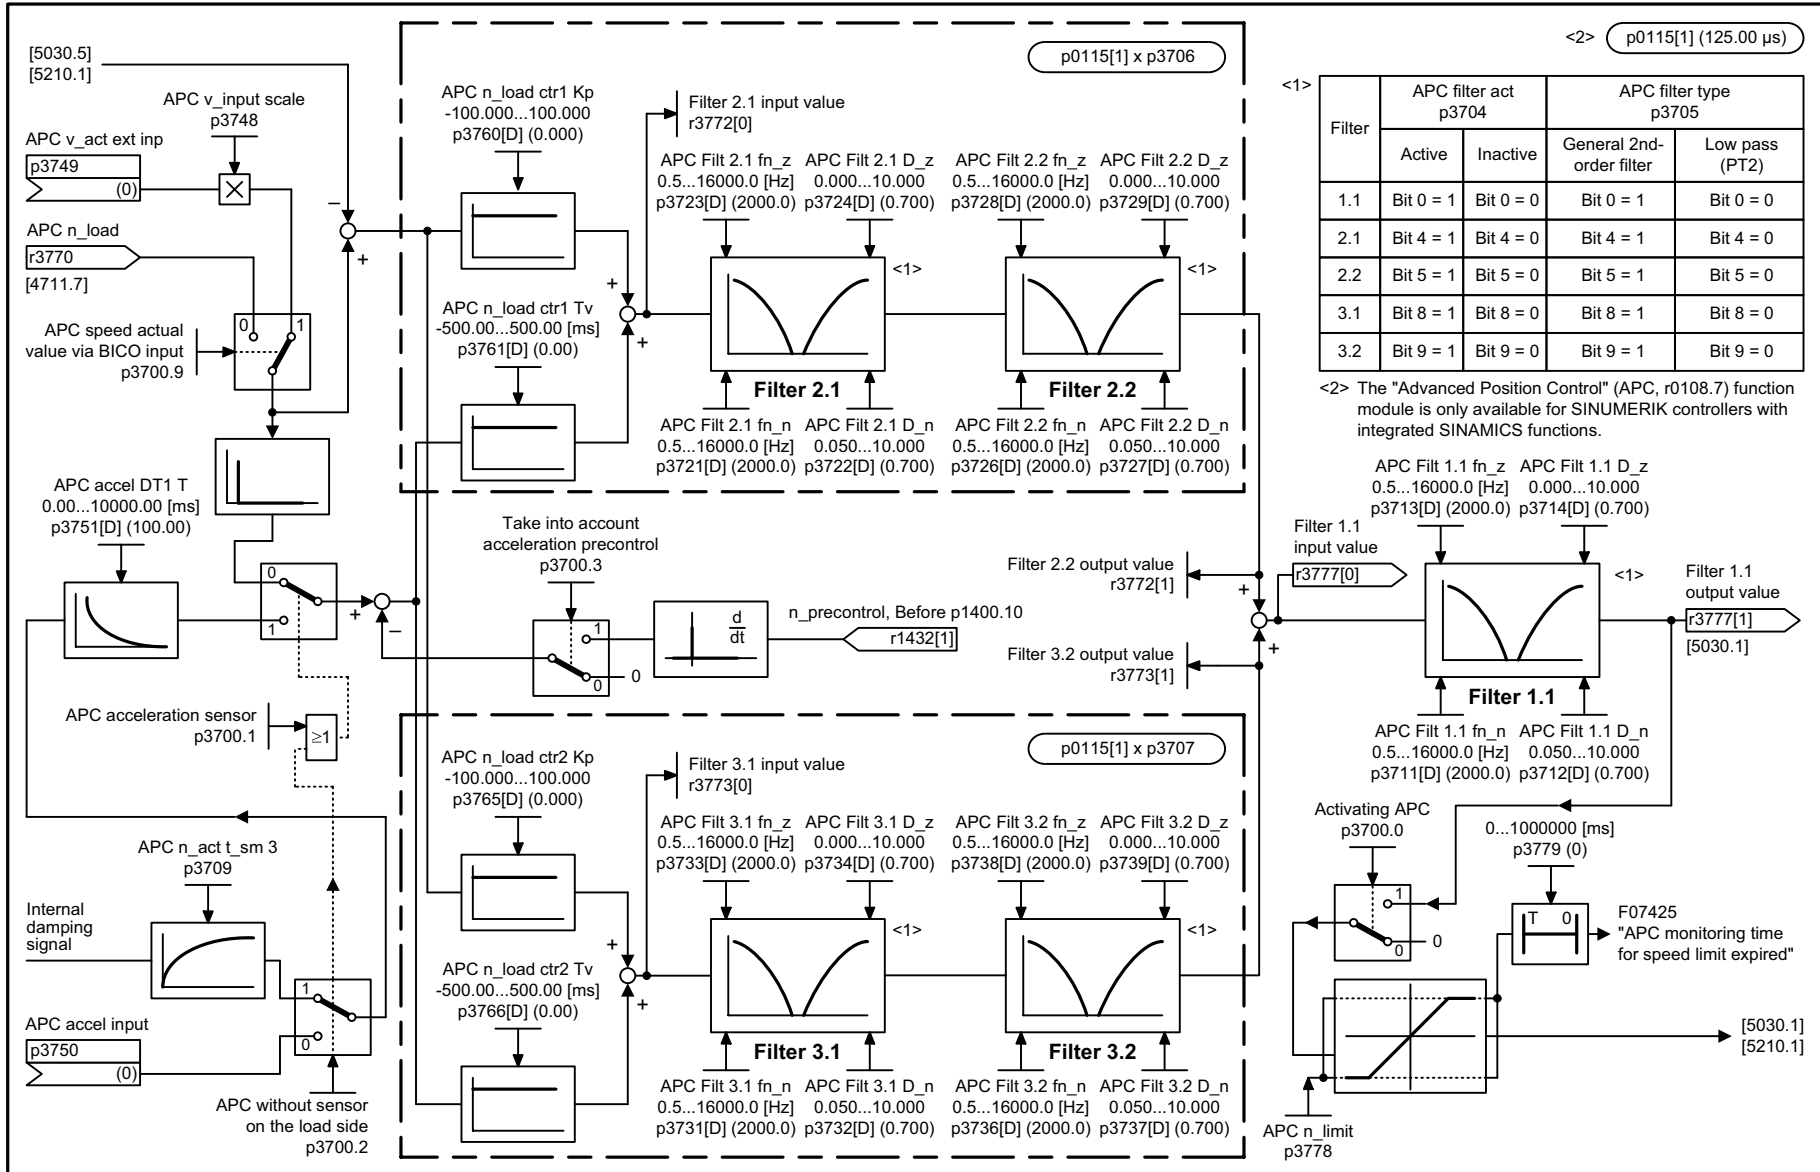 [5030.5]
[5210.1]
APC v_input scale
p3748
APC v_act ext inp
p3749
(0)
APC n_load
r3770
[4711.7]
APC speed actual
value via BICO input
p3700.9
0
1
−
+
APC accel DT1 T
0.00...10000.00 [ms]
p3751[D] (100.00)
0
1
+
−
APC acceleration sensor
p3700.1
≥1
APC n_act t_sm 3
p3709
Internal
damping
signal
APC accel input
p3750
(0)
1
0
APC without sensor
on the load side
p3700.2
p0115[1] x p3706
APC n_load ctr1 Kp
-100.000...100.000
p3760[D] (0.000)
APC n_load ctr1 Tv
-500.00...500.00 [ms]
p3761[D] (0.00)
+
+
Filter 2.1 input value
r3772[0]
APC Filt 2.1 fn_z
0.5...16000.0 [Hz]
p3723[D] (2000.0)
APC Filt 2.1 D_z
0.000...10.000
p3724[D] (0.700)
APC Filt 2.2 fn_z
0.5...16000.0 [Hz]
p3728[D] (2000.0)
APC Filt 2.2 D_z
0.000...10.000
p3729[D] (0.700)
<1>
<1>
Filter 2.1
Filter 2.2
APC Filt 2.1 fn_n
0.5...16000.0 [Hz]
p3721[D] (2000.0)
APC Filt 2.1 D_n
0.050...10.000
p3722[D] (0.700)
APC Filt 2.2 fn_n
0.5...16000.0 [Hz]
p3726[D] (2000.0)
APC Filt 2.2 D_n
0.050...10.000
p3727[D] (0.700)
Take into account
acceleration precontrol
p3700.3
1
0
0
d
dt
n_precontrol, Before p1400.10
r1432[1]
Filter 2.2 output value
r3772[1]
Filter 3.2 output value
r3773[1]
+
+
p0115[1] x p3707
APC n_load ctr2 Kp
-100.000...100.000
p3765[D] (0.000)
APC n_load ctr2 Tv
-500.00...500.00 [ms]
p3766[D] (0.00)
+
+
Filter 3.1 input value
r3773[0]
APC Filt 3.1 fn_z
0.5...16000.0 [Hz]
p3733[D] (2000.0)
APC Filt 3.1 D_z
0.000...10.000
p3734[D] (0.700)
APC Filt 3.2 fn_z
0.5...16000.0 [Hz]
p3738[D] (2000.0)
APC Filt 3.2 D_z
0.000...10.000
p3739[D] (0.700)
<1>
<1>
Filter 3.1
Filter 3.2
APC Filt 3.1 fn_n
0.5...16000.0 [Hz]
p3731[D] (2000.0)
APC Filt 3.1 D_n
0.050...10.000
p3732[D] (0.700)
APC Filt 3.2 fn_n
0.5...16000.0 [Hz]
p3736[D] (2000.0)
APC Filt 3.2 D_n
0.050...10.000
p3737[D] (0.700)
<2> p0115[1] (125.00 µs)
<1>
Filter
APC filter act
p3704
APC filter type
p3705
Active
Inactive
General 2nd-
order filter
Low pass
(PT2)
1.1 Bit 0 = 1 Bit 0 = 0 Bit 0 = 1 Bit 0 = 0
2.1 Bit 4 = 1 Bit 4 = 0 Bit 4 = 1 Bit 4 = 0
2.2 Bit 5 = 1 Bit 5 = 0 Bit 5 = 1 Bit 5 = 0
3.1 Bit 8 = 1 Bit 8 = 0 Bit 8 = 1 Bit 8 = 0
3.2 Bit 9 = 1 Bit 9 = 0 Bit 9 = 1 Bit 9 = 0
<2> The "Advanced Position Control" (APC, r0108.7) function
module is only available for SINUMERIK controllers with
integrated SINAMICS functions.
APC Filt 1.1 fn_z
0.5...16000.0 [Hz]
p3713[D] (2000.0)
APC Filt 1.1 D_z
0.000...10.000
p3714[D] (0.700)
Filter 1.1
input value
r3777[0]
<1>
Filter 1.1
output value
r3777[1]
[5030.1]
Filter 1.1
APC Filt 1.1 fn_n
0.5...16000.0 [Hz]
p3711[D] (2000.0)
APC Filt 1.1 D_n
0.050...10.000
p3712[D] (0.700)
Activating APC
p3700.0
0...1000000 [ms]
p3779 (0)
1
0
0
T 0
F07425
"APC monitoring time
for speed limit expired"
[5030.1]
[5210.1]
APC n_limit
p3778